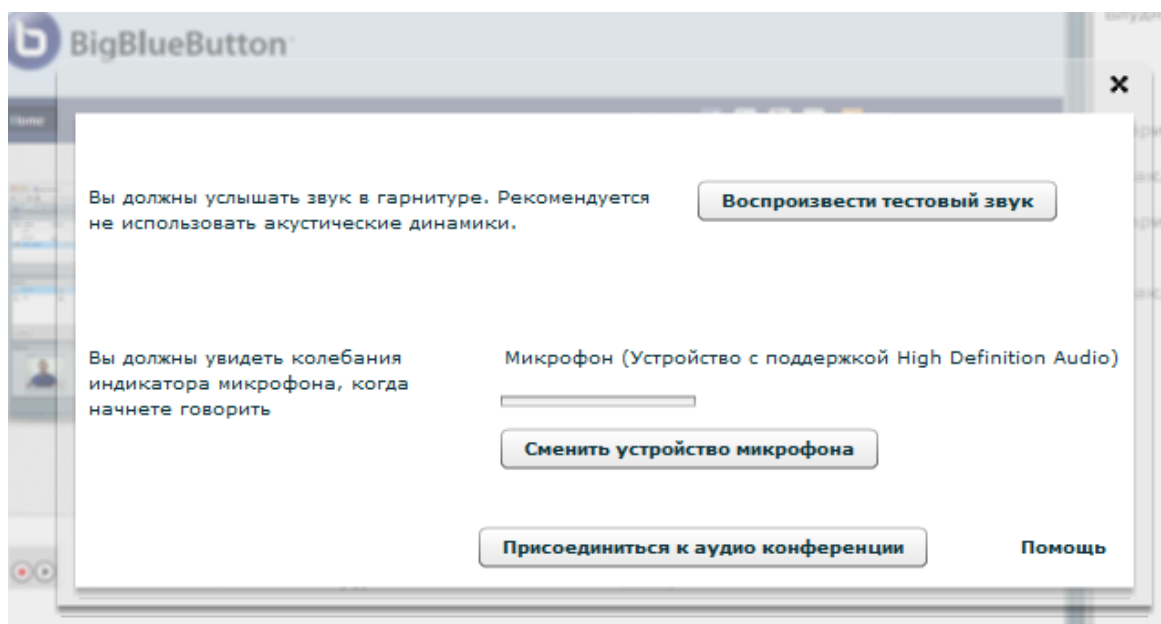 BigBlueButton
Home
Вы должны услышать звук в гарнитуре. Рекомендуется
не использовать акустические динамики.
Воспроизвести тестовый звук
Вы должны увидеть колебания
индикатора микрофона, когда
начнете говорить
Микрофон (Устройство с поддержкой High Definition Audio)
Сменить устройство микрофона
Присоединиться к аудио конференции
Помощь